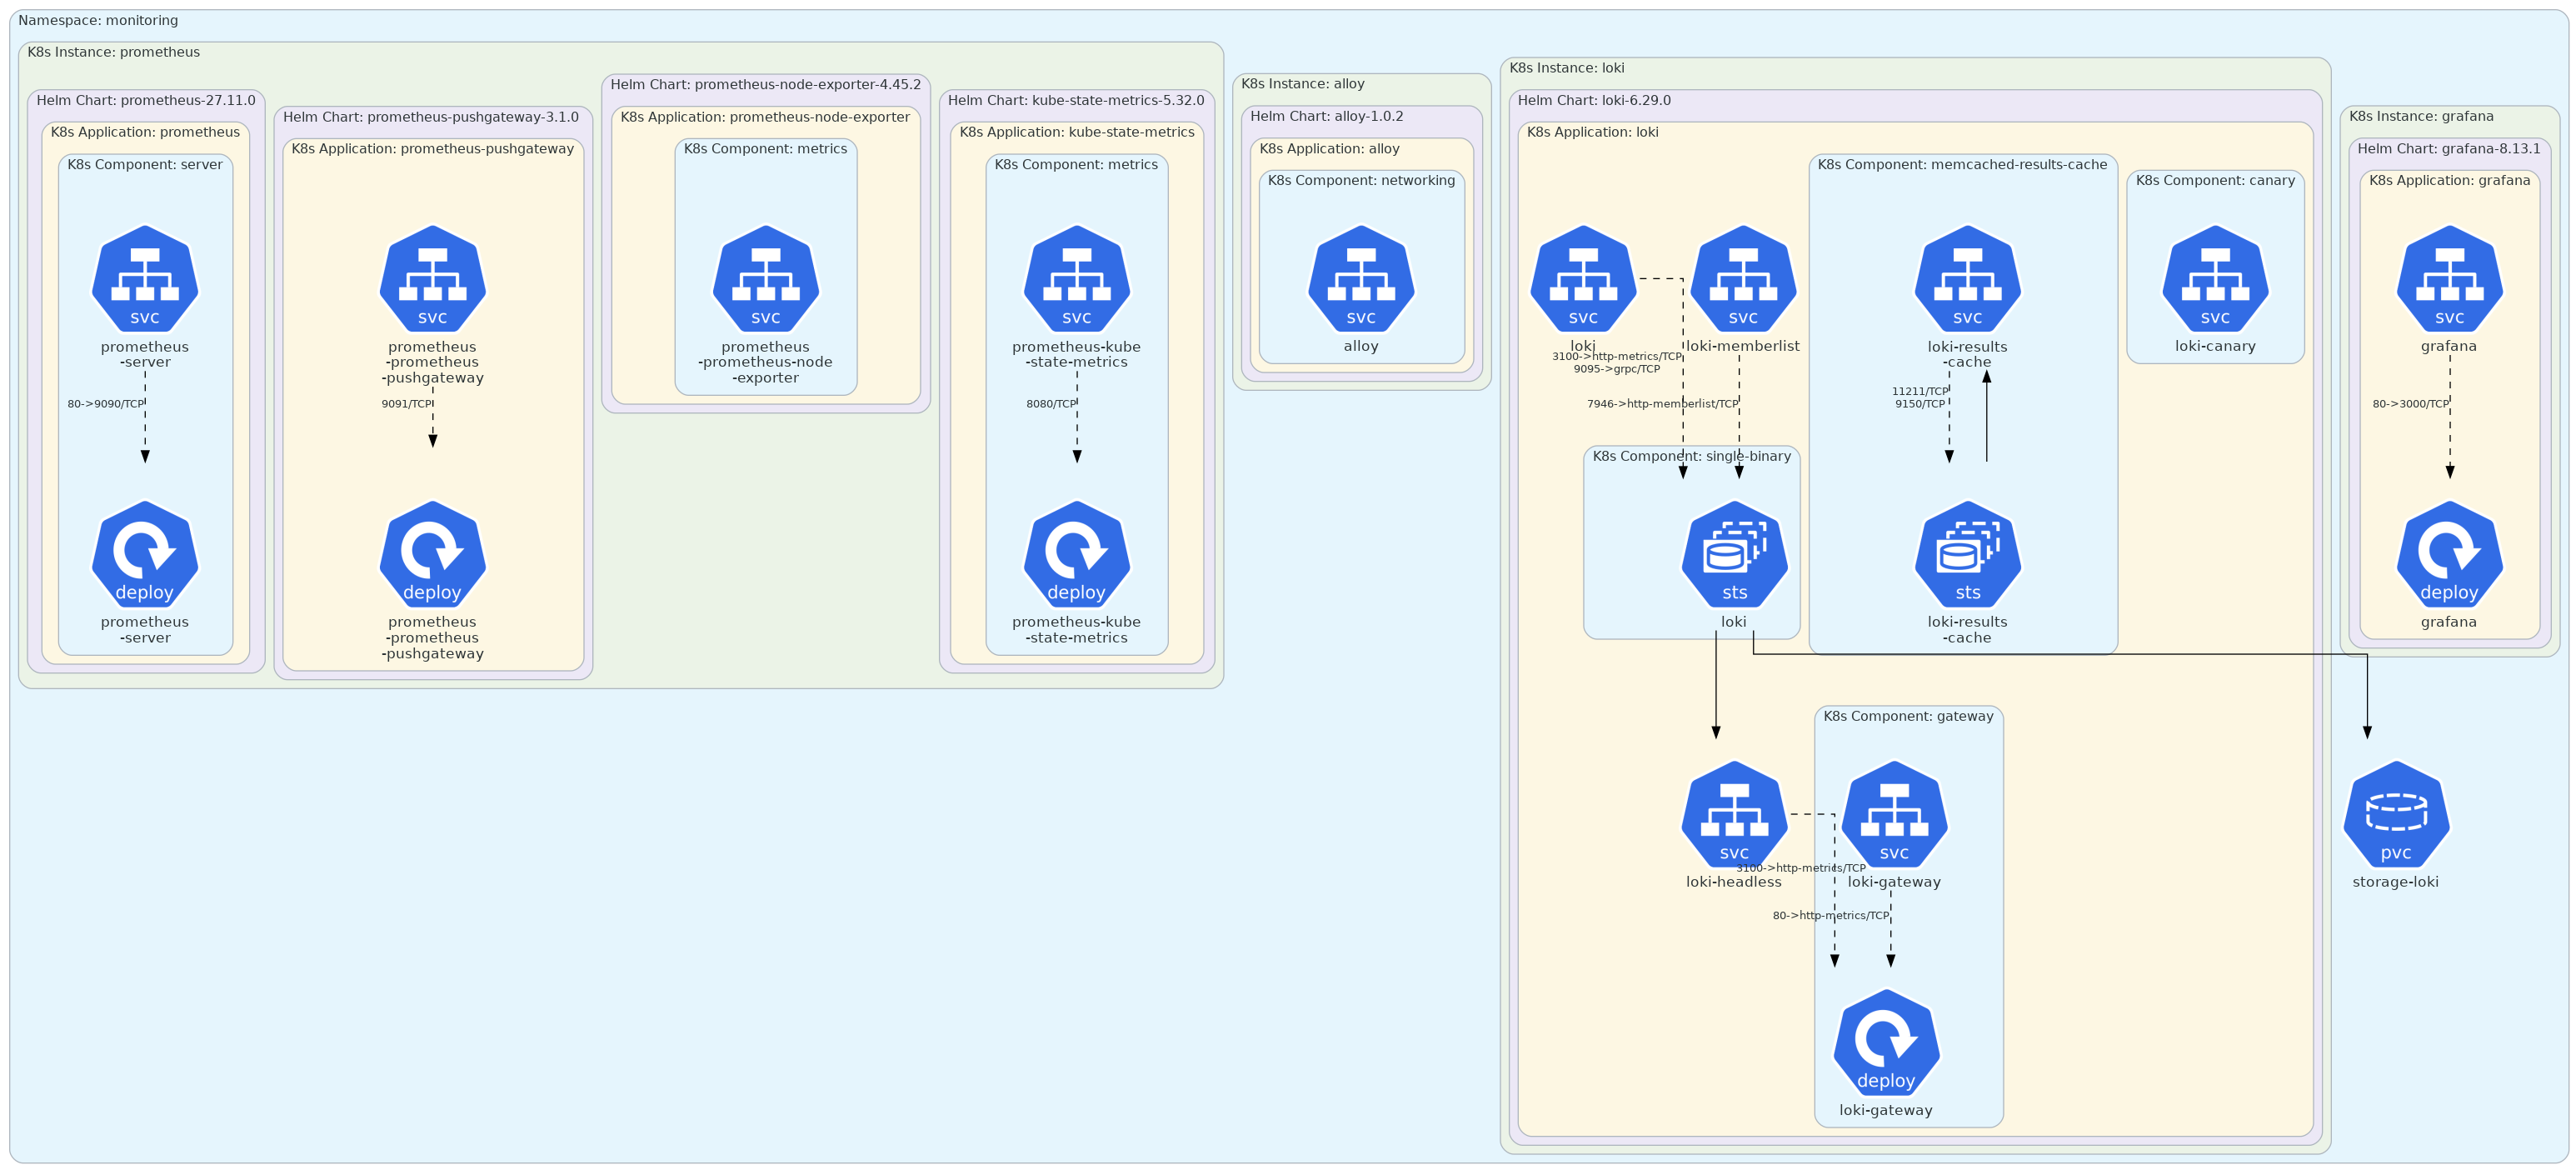 Namespace: monitoring
K8s Instance: prometheus
Helm Chart: prometheus-27.11.0
K8s Application: prometheus
K8s Component: server
svc
prometheus
-server
80->9090/TCP
deploy
prometheus
-server
Helm Chart: prometheus-pushgateway-3.1.0
K8s Application: prometheus-pushgateway
svc
prometheus
-prometheus
-pushgateway
9091/TCP
deploy
prometheus
-prometheus
-pushgateway
Helm Chart: prometheus-node-exporter-4.45.2
K8s Application: prometheus-node-exporter
K8s Component: metrics
svc
prometheus
-prometheus-node
-exporter
Helm Chart: kube-state-metrics-5.32.0
K8s Application: kube-state-metrics
K8s Component: metrics
svc
prometheus-kube
-state-metrics
8080/TCP
deploy
prometheus-kube
-state-metrics
K8s Instance: alloy
Helm Chart: alloy-1.0.2
K8s Application: alloy
K8s Component: networking
svc
alloy
K8s Instance: loki
Helm Chart: loki-6.29.0
K8s Application: loki
svc
loki
3100->http-metrics/TCP
9095->grpc/TCP
svc
loki-memberlist
7946->http-memberlist/TCP
K8s Component: single-binary
sts
loki
K8s Component: memcached-results-cache
svc
loki-results
-cache
11211/TCP
9150/TCP
sts
loki-results
-cache
K8s Component: canary
svc
loki-canary
svc
loki-headless
3100->http-metrics/TCP
K8s Component: gateway
svc
loki-gateway
80->http-metrics/TCP
deploy
loki-gateway
K8s Instance: grafana
Helm Chart: grafana-8.13.1
K8s Application: grafana
svc
grafana
80->3000/TCP
deploy
grafana
pvc
storage-loki